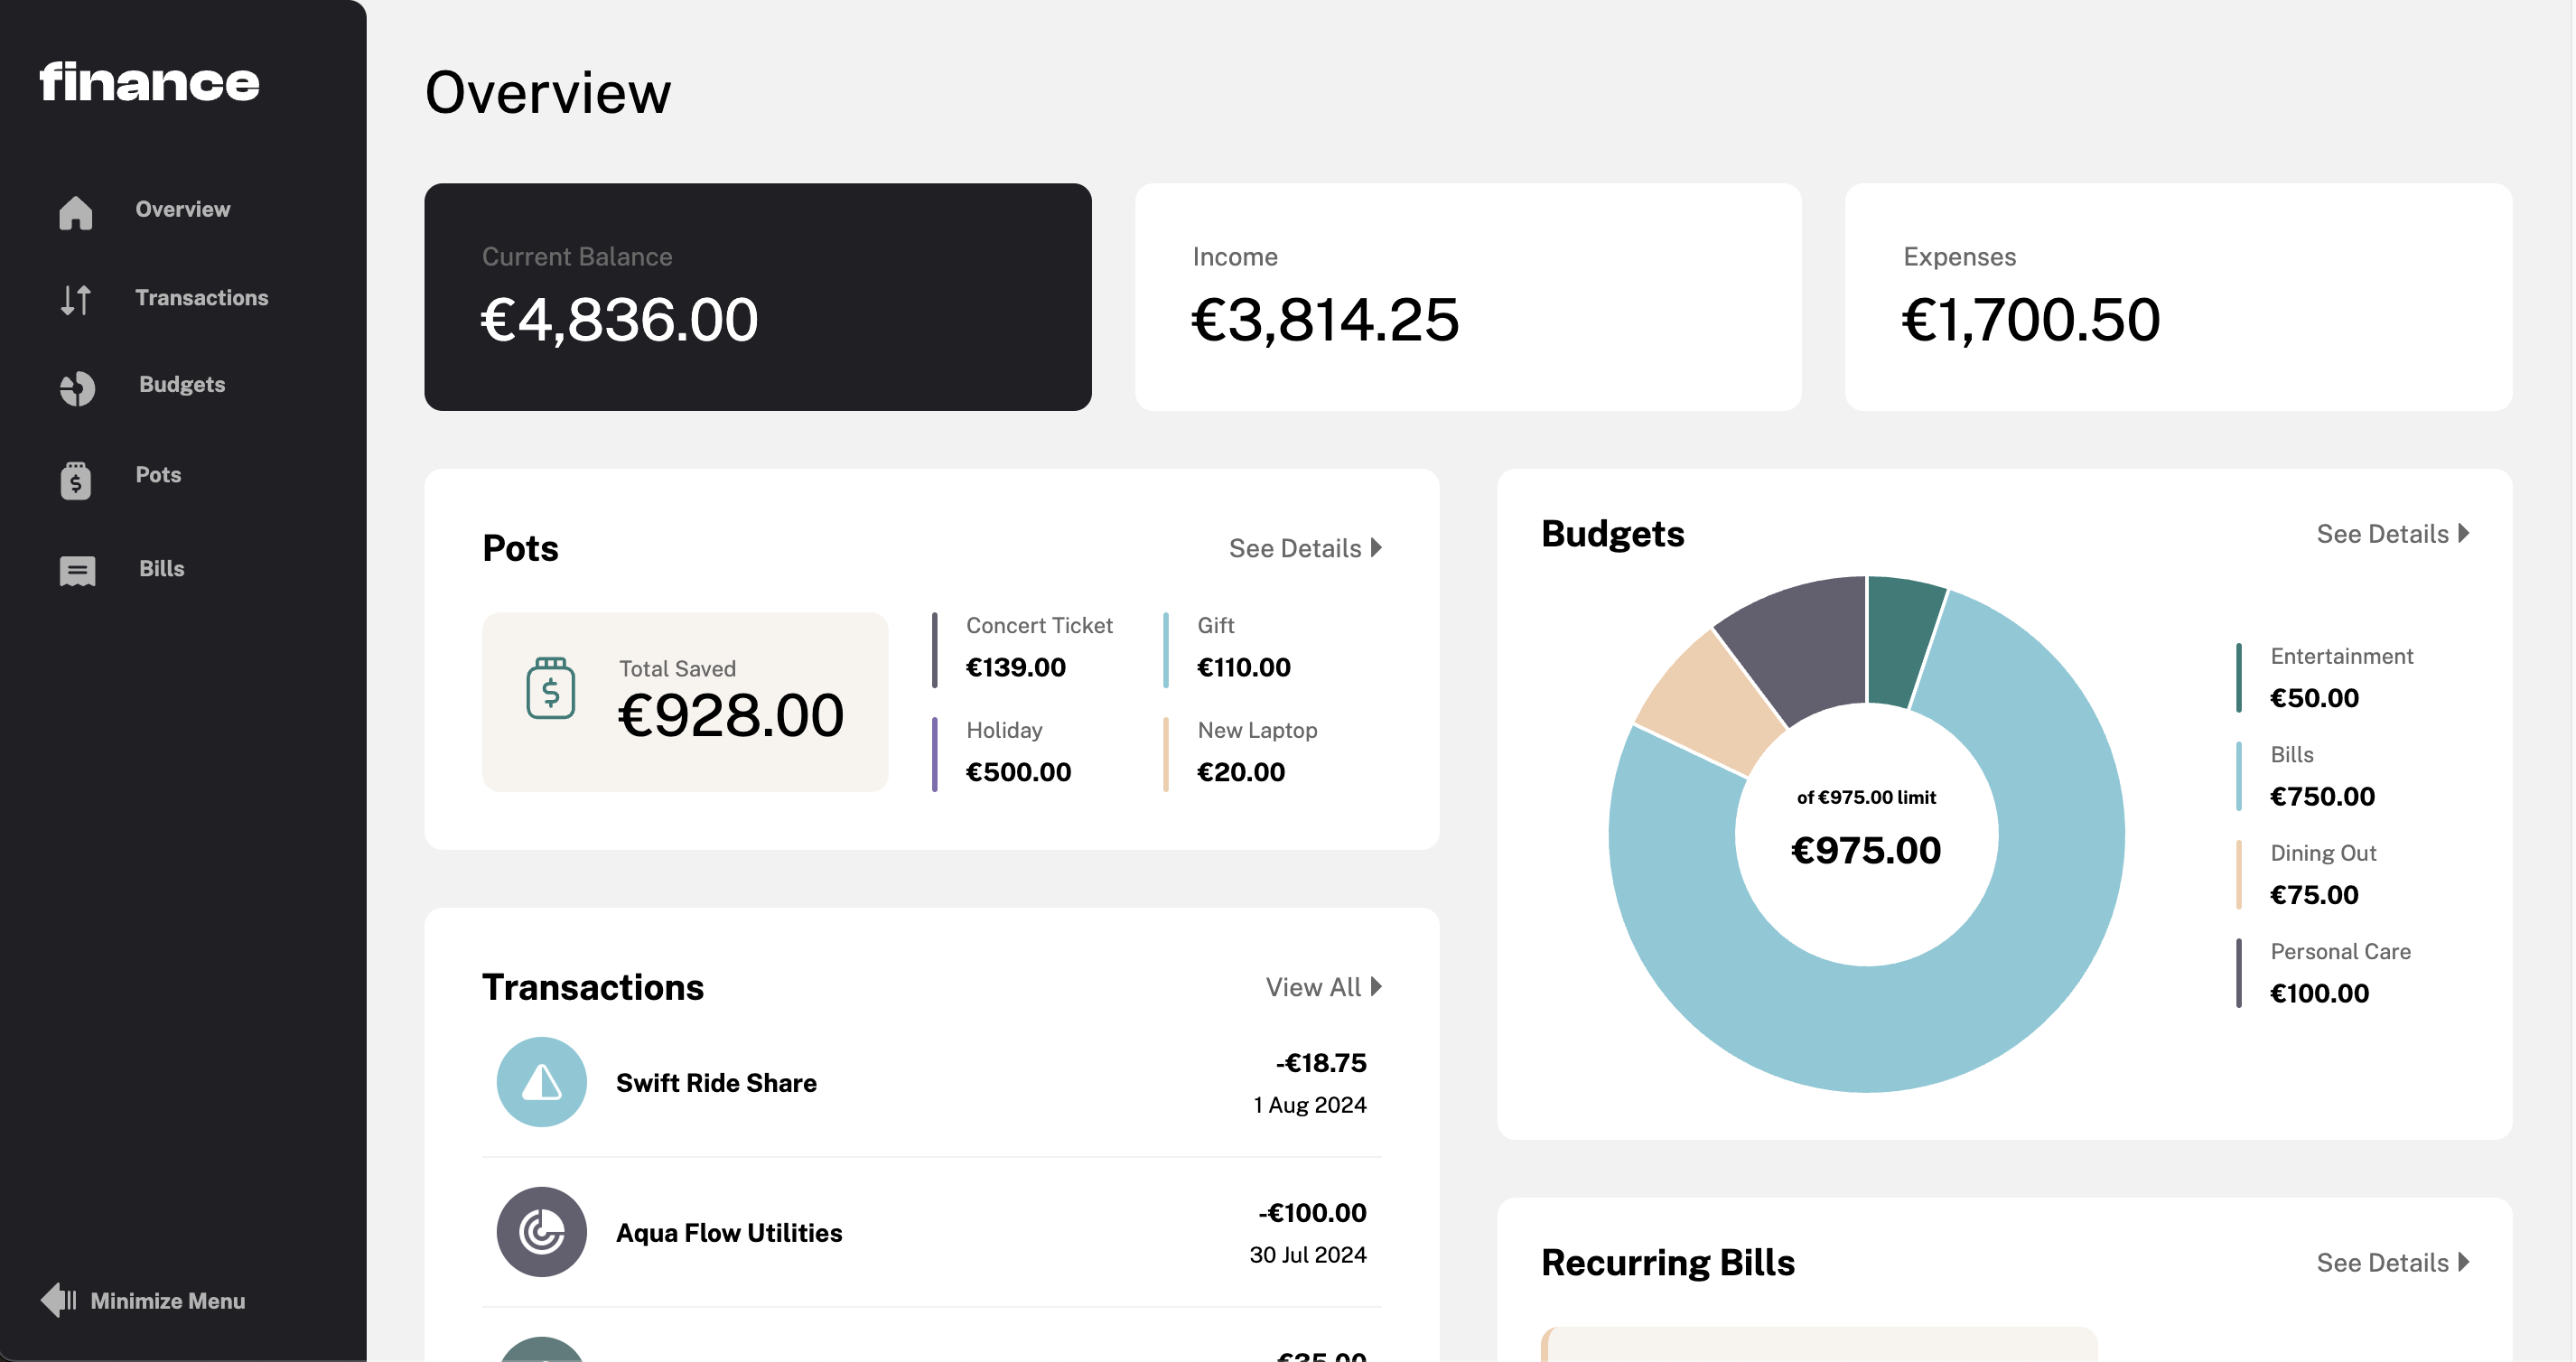 finance
Overview
Transactions
Budgets
Pots
Bills
Minimize Menu
Overview
Current Balance
€4,836.00
Income
€3,814.25
Expenses
€1,700.50
Pots
See Details
$
Total Saved
€928.00
Concert Ticket
€139.00
Gift
€110.00
Holiday
€500.00
New Laptop
€20.00
Transactions
View All
Swift Ride Share
-€18.75
1 Aug 2024
Aqua Flow Utilities
-€100.00
30 Jul 2024
Budgets
See Details
of €975.00 limit
€975.00
Entertainment
€50.00
Bills
€750.00
Dining Out
€75.00
Personal Care
€100.00
Recurring Bills
See Details